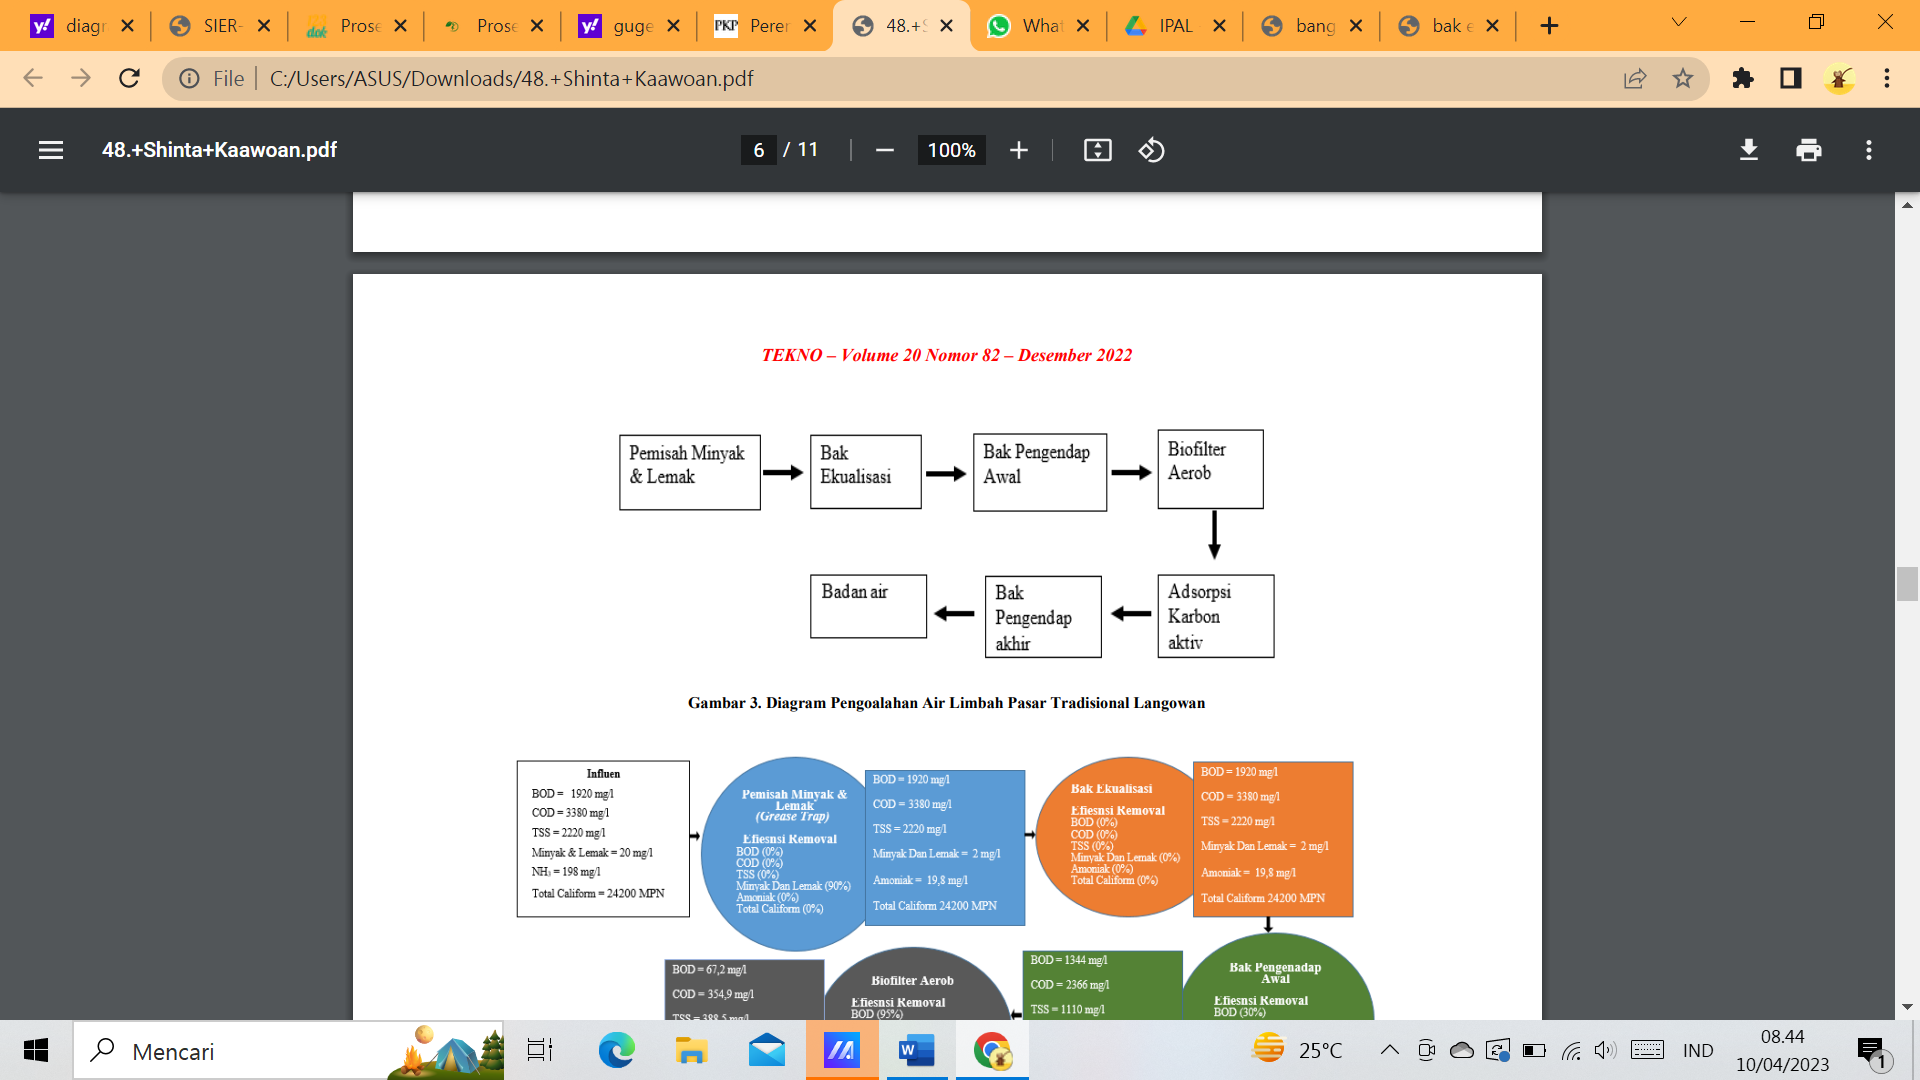 diagr
SIER-
Prose
Prose
guge
PKP Perer
48.+S
What
IPAL
bang
bak e
File
C:/Users/ASUS/Downloads/48.+Shinta+Kaawoan.pdf
48.+Shinta+Kaawoan.pdf
6 / 11
100%
TEKNO – Volume 20 Nomor 82 – Desember 2022
Pemisah Minyak
& Lemak
Bak
Ekualisasi
Bak Pengendap
Awal
Biofilter
Aerob
Badan air
Bak
Pengendap
akhir
Adsorpsi
Karbon
aktiv
Gambar 3. Diagram Pengoalahan Air Limbah Pasar Tradisional Langowan
Influen
BOD = 1920 mg/l
COD = 3380 mg/l
TSS = 2220 mg/l
Minyak & Lemak = 20 mg/l
NH3 = 198 mg/l
Total Caliform = 24200 MPN
Pemisah Minyak &
Lemak
(Grease Trap)
Efiesnsi Removal
BOD (0%)
COD (0%)
TSS (0%)
Minyak Dan Lemak (90%)
Amoniak (0%)
Total Caliform (0%)
BOD = 1920 mg/l
COD = 3380 mg/l
TSS = 2220 mg/l
Minyak Dan Lemak = 2 mg/l
Amoniak = 19,8 mg/l
Total Caliform 24200 MPN
Bak Ekualisasi
Efiesnsi Removal
BOD (0%)
COD (0%)
TSS (0%)
Minyak Dan Lemak (0%)
Amoniak (0%)
Total Caliform (0%)
BOD = 1920 mg/l
COD = 3380 mg/l
TSS = 2220 mg/l
Minyak Dan Lemak = 2 mg/l
Amoniak = 19,8 mg/l
Total Caliform 24200 MPN
BOD = 67,2 mg/l
COD = 354,9 mg/l
TSS = 388,5 mg/l
Biofilter Aerob
Efiesnsi Removal
BOD (95%)
BOD = 1344 mg/l
COD = 2366 mg/l
TSS = 1110 mg/l
Bak Pengenadap
Awal
Efiesnsi Removal
BOD (30%)
Mencari
25°C
IND
08.44
10/04/2023
1